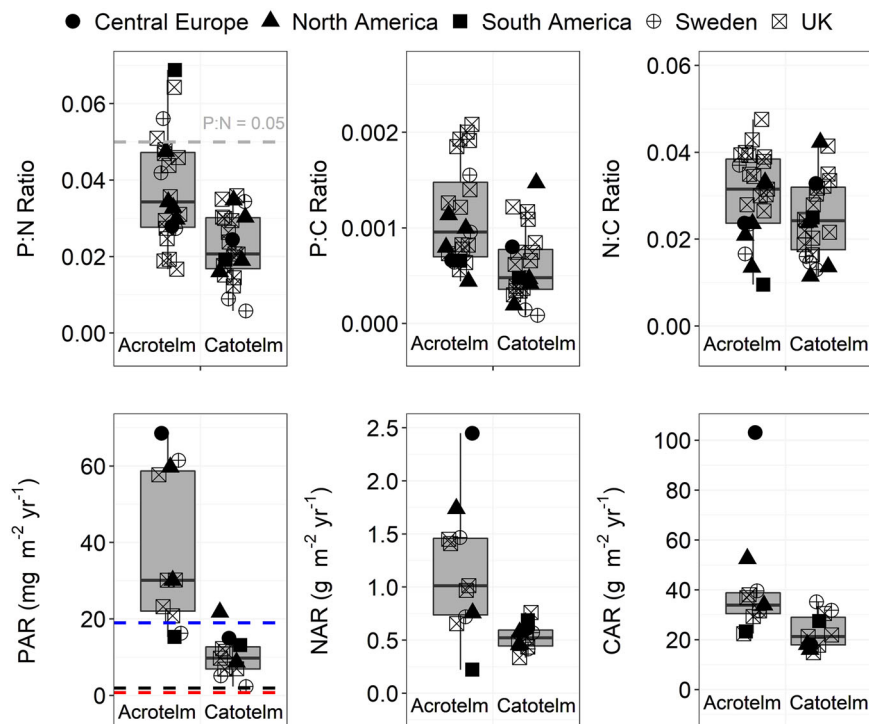 Central Europe North America South America Sweden UK
P:N Ratio
0.06
0.04
0.02
0.00
P:N = 0.05
Acrotelm Catotelm
P:C Ratio
0.002
0.001
0.000
Acrotelm Catotelm
N:C Ratio
0.06
0.04
0.02
0.00
Acrotelm Catotelm
PAR (mg m-2 yr-1)
60
40
20
0
Acrotelm Catotelm
NAR (g m-2 yr-1)
2.5
2.0
1.5
1.0
0.5
0.0
Acrotelm Catotelm
CAR (g m-2 yr-1)
100
80
60
40
20
0
Acrotelm Catotelm